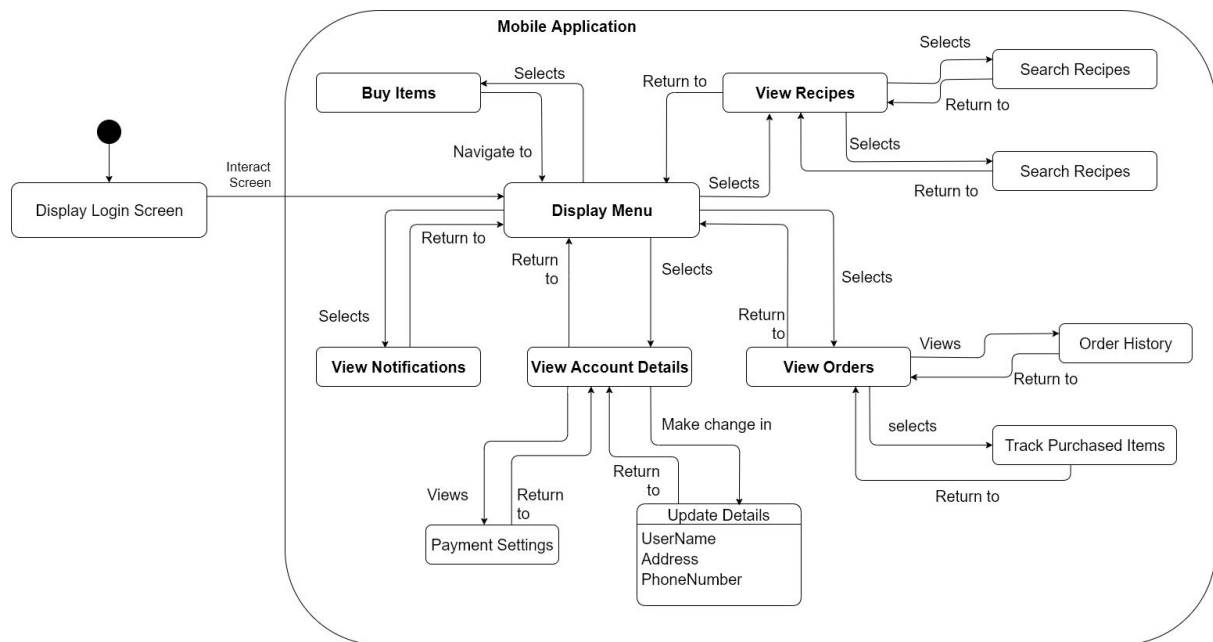 Mobile Application
Selects
Buy Items
Selects
Return to
View Recipes
Search Recipes
Return to
Navigate to
Selects
Interact
Screen
Selects
Search Recipes
Return to
Display Login Screen
Display Menu
Return to
Return
to
Selects
Selects
Selects
Return
to
Views
Order History
View Notifications
View Account Details
View Orders
Return to
Make change in
selects
Track Purchased Items
Views
Return
to
Return
to
Return to
Update Details
Payment Settings
UserName
Address
PhoneNumber